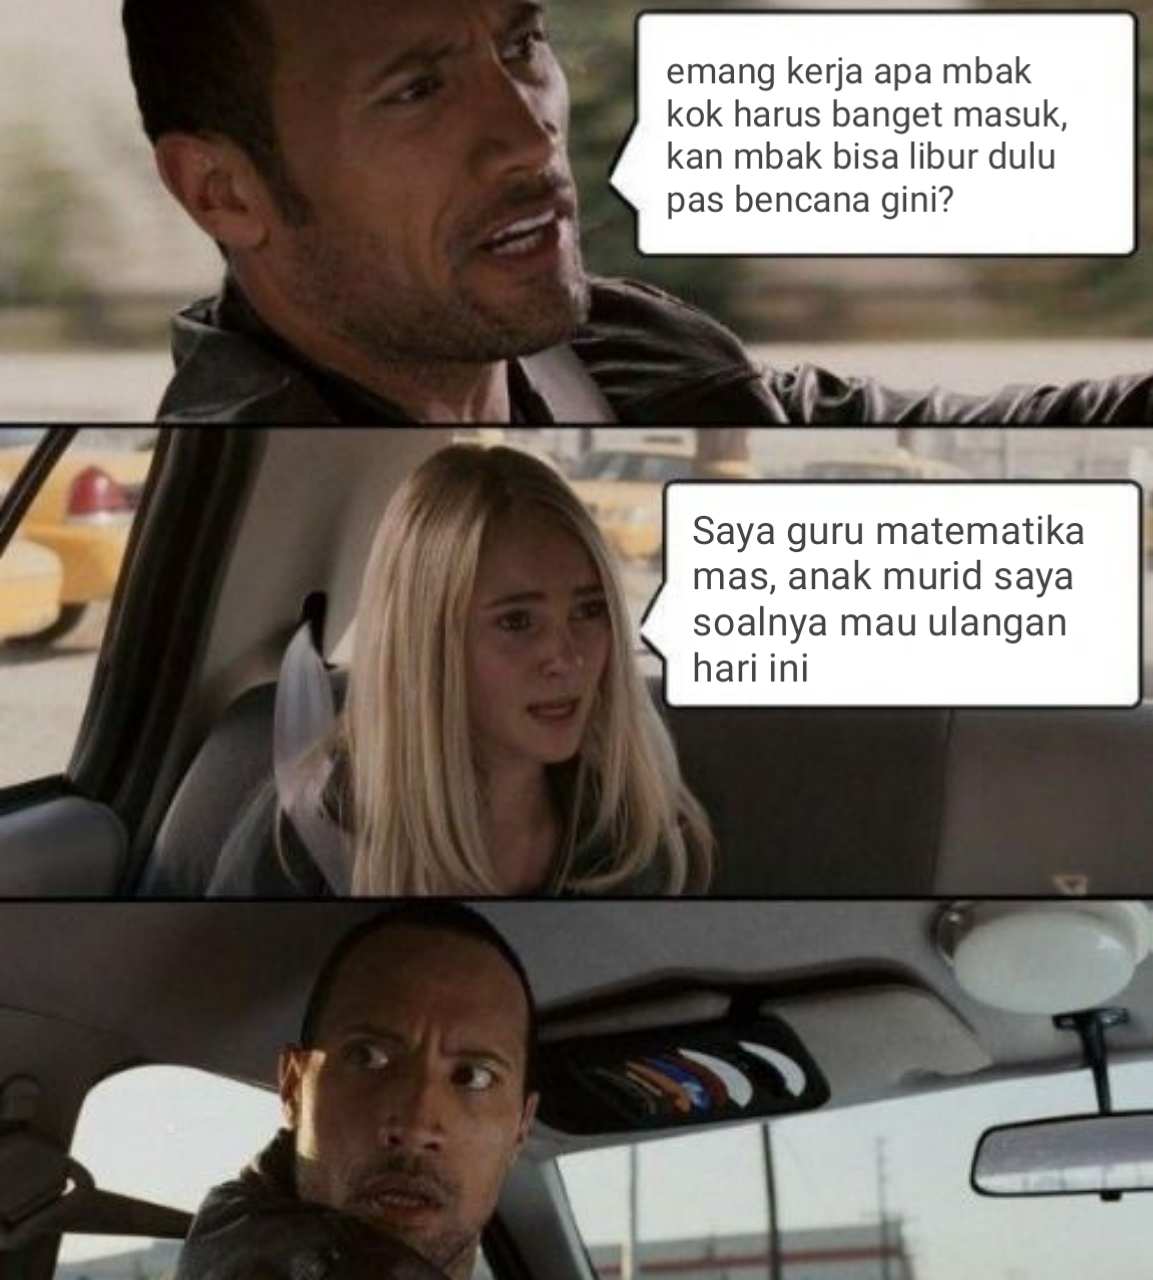 emang kerja apa mbak
kok harus banget masuk,
kan mbak bisa libur dulu
pas bencana gini?
Saya guru matematika
mas, anak murid saya
soalnya mau ulangan
hari ini